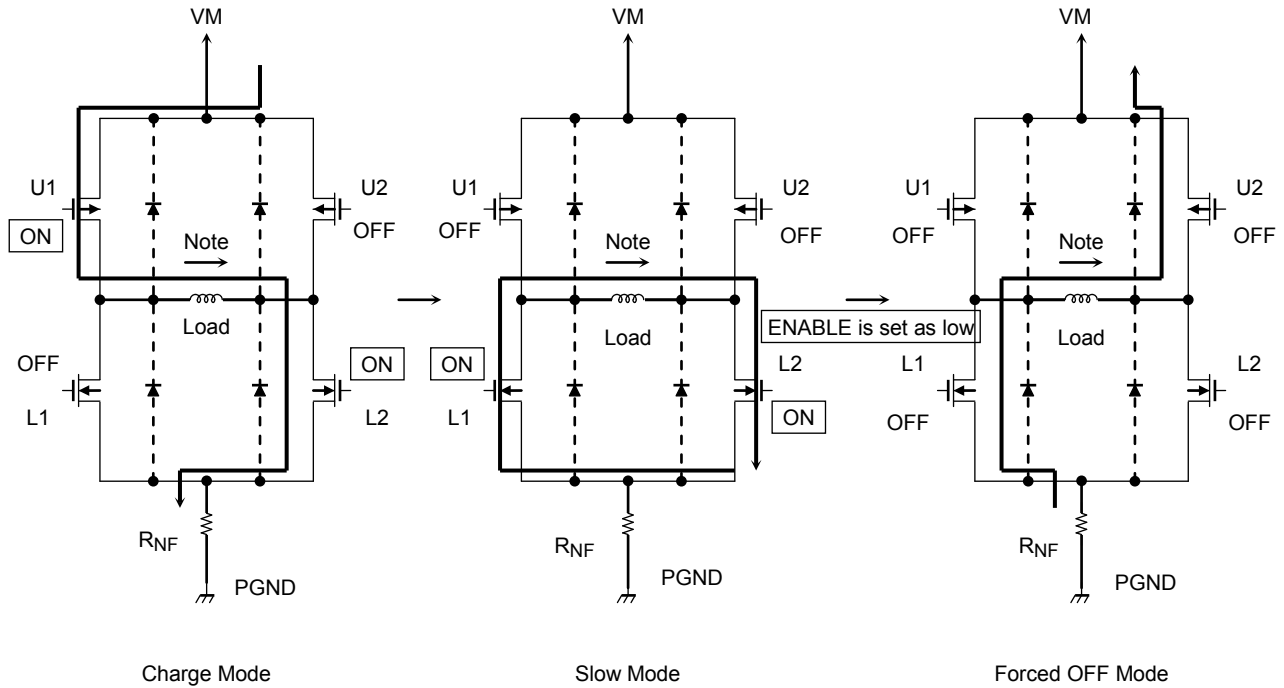 VM
VM
VM
U1
U2
ON
OFF
Note
Load
OFF
ON
L1
L2
RNF
PGND
Charge Mode
U1
U2
OFF
OFF
Note
Load
ENABLE is set as low
ON
L2
L1
ON
RNF
PGND
Slow Mode
U1
U2
OFF
OFF
Note
Load
L1
L2
OFF
OFF
RNF
PGND
Forced OFF Mode